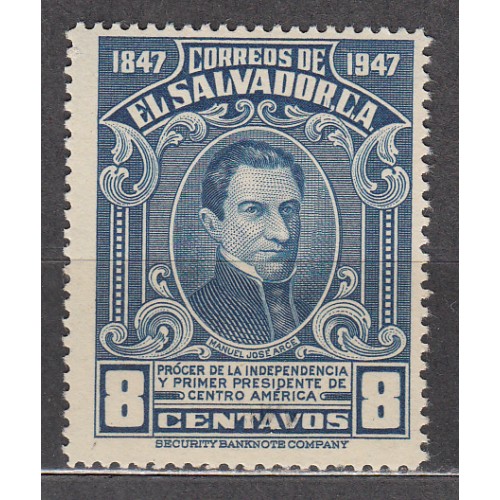 1847 CORREOS DE 1947
EL SALVADOR, C.A.
MANUEL JOSÉ ARCE
PRÓCER DE LA INDEPENDENCIA
Y PRIMER PRESIDENTE DE
CENTRO AMÉRICA
8 CENTAVOS 8
SECURITY BANKNOTE COMPANY